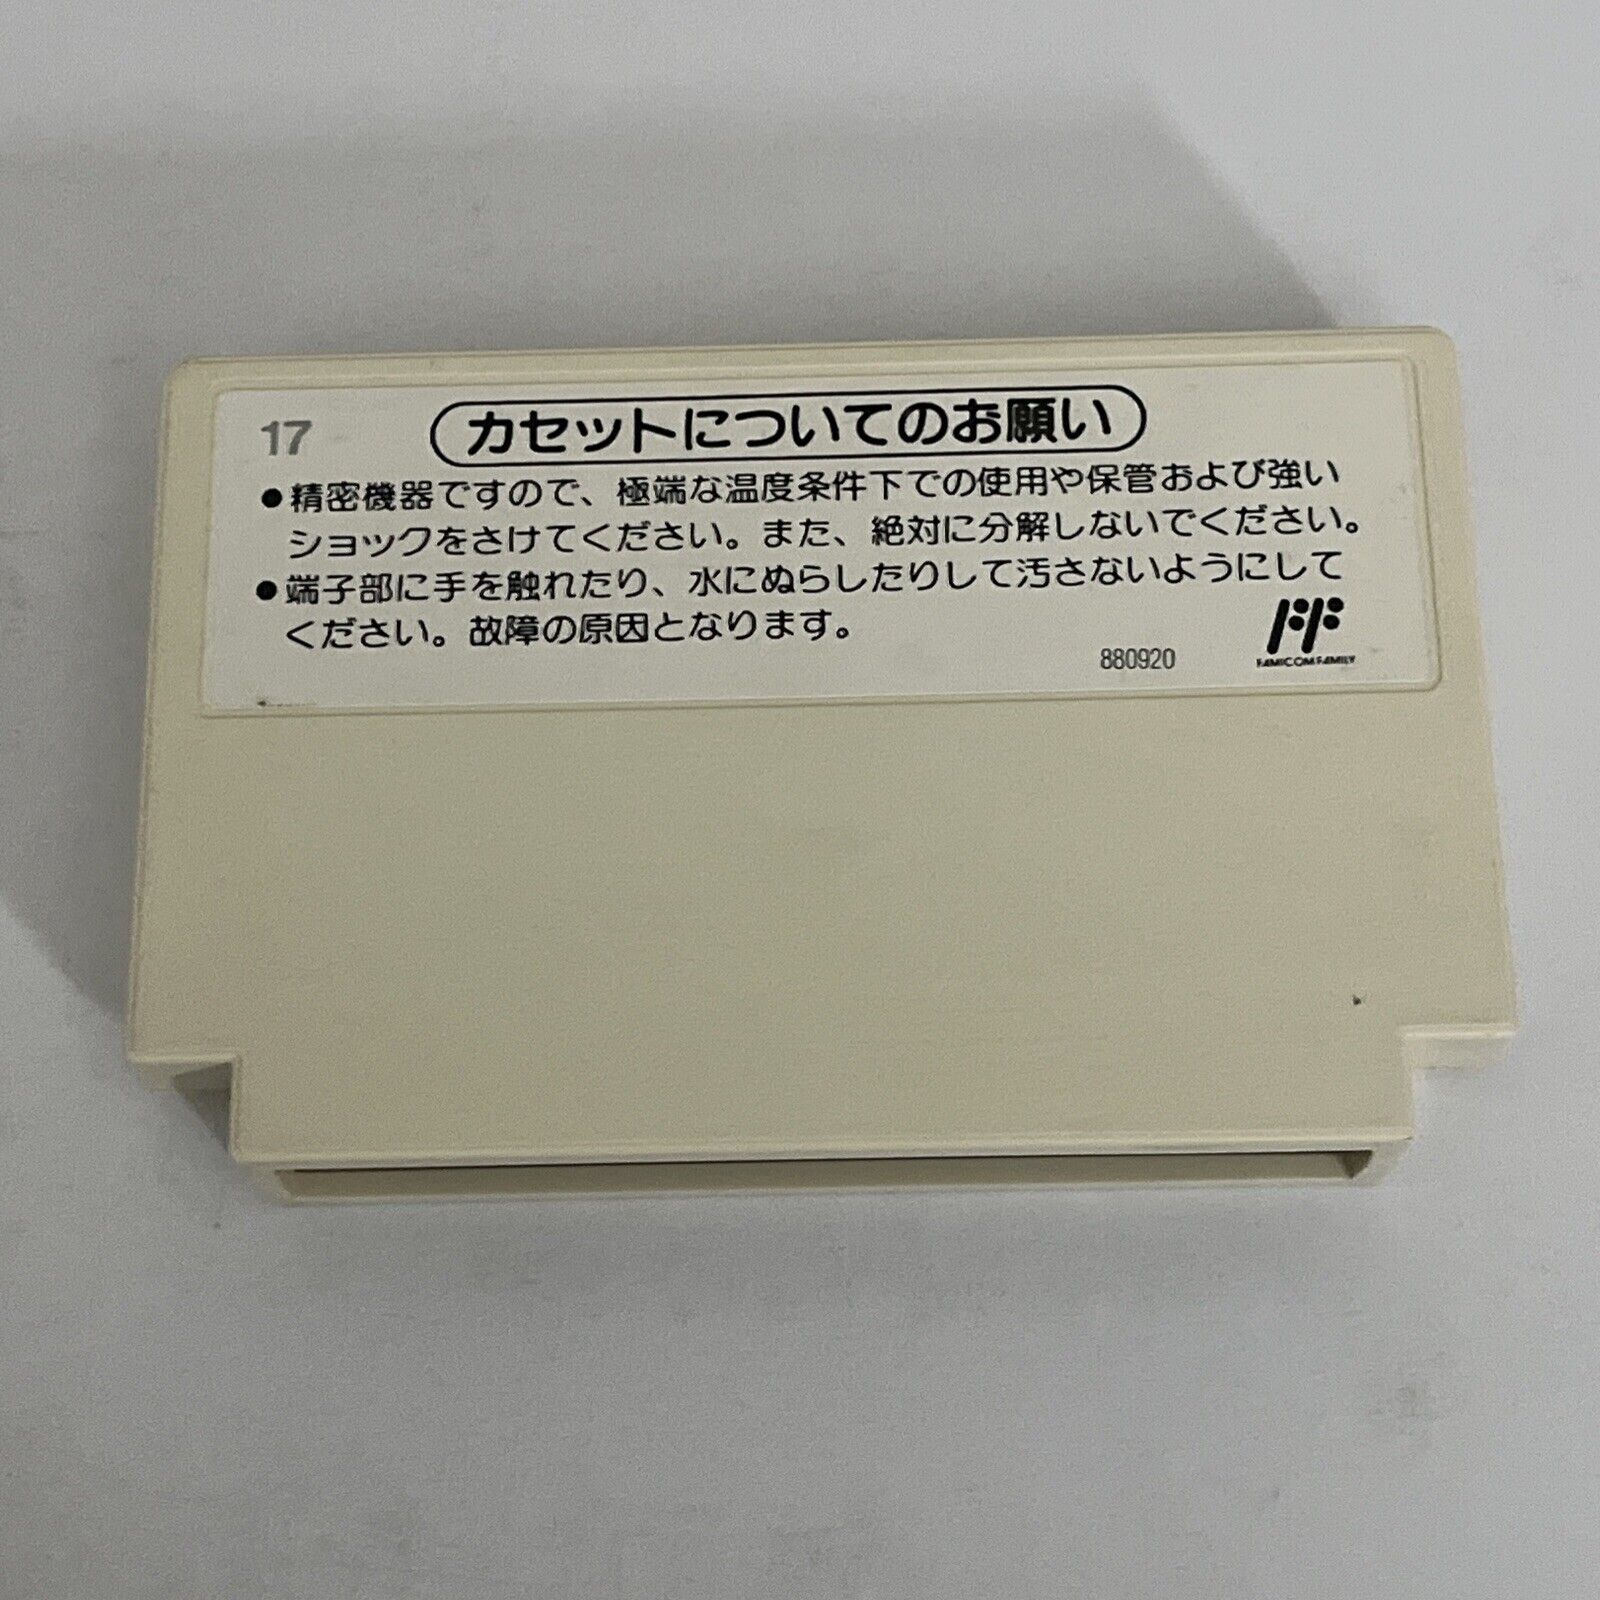 17
カセットについてのお願い
●精密機器ですので、極端な温度条件下での使用や保管および強い
ショックをさけてください。また、絶対に分解しないでください。
●端子部に手を触れたり、水にぬらしたりして汚さないようにして
ください。故障の原因となります。
880920
FAMICOM FAMILY